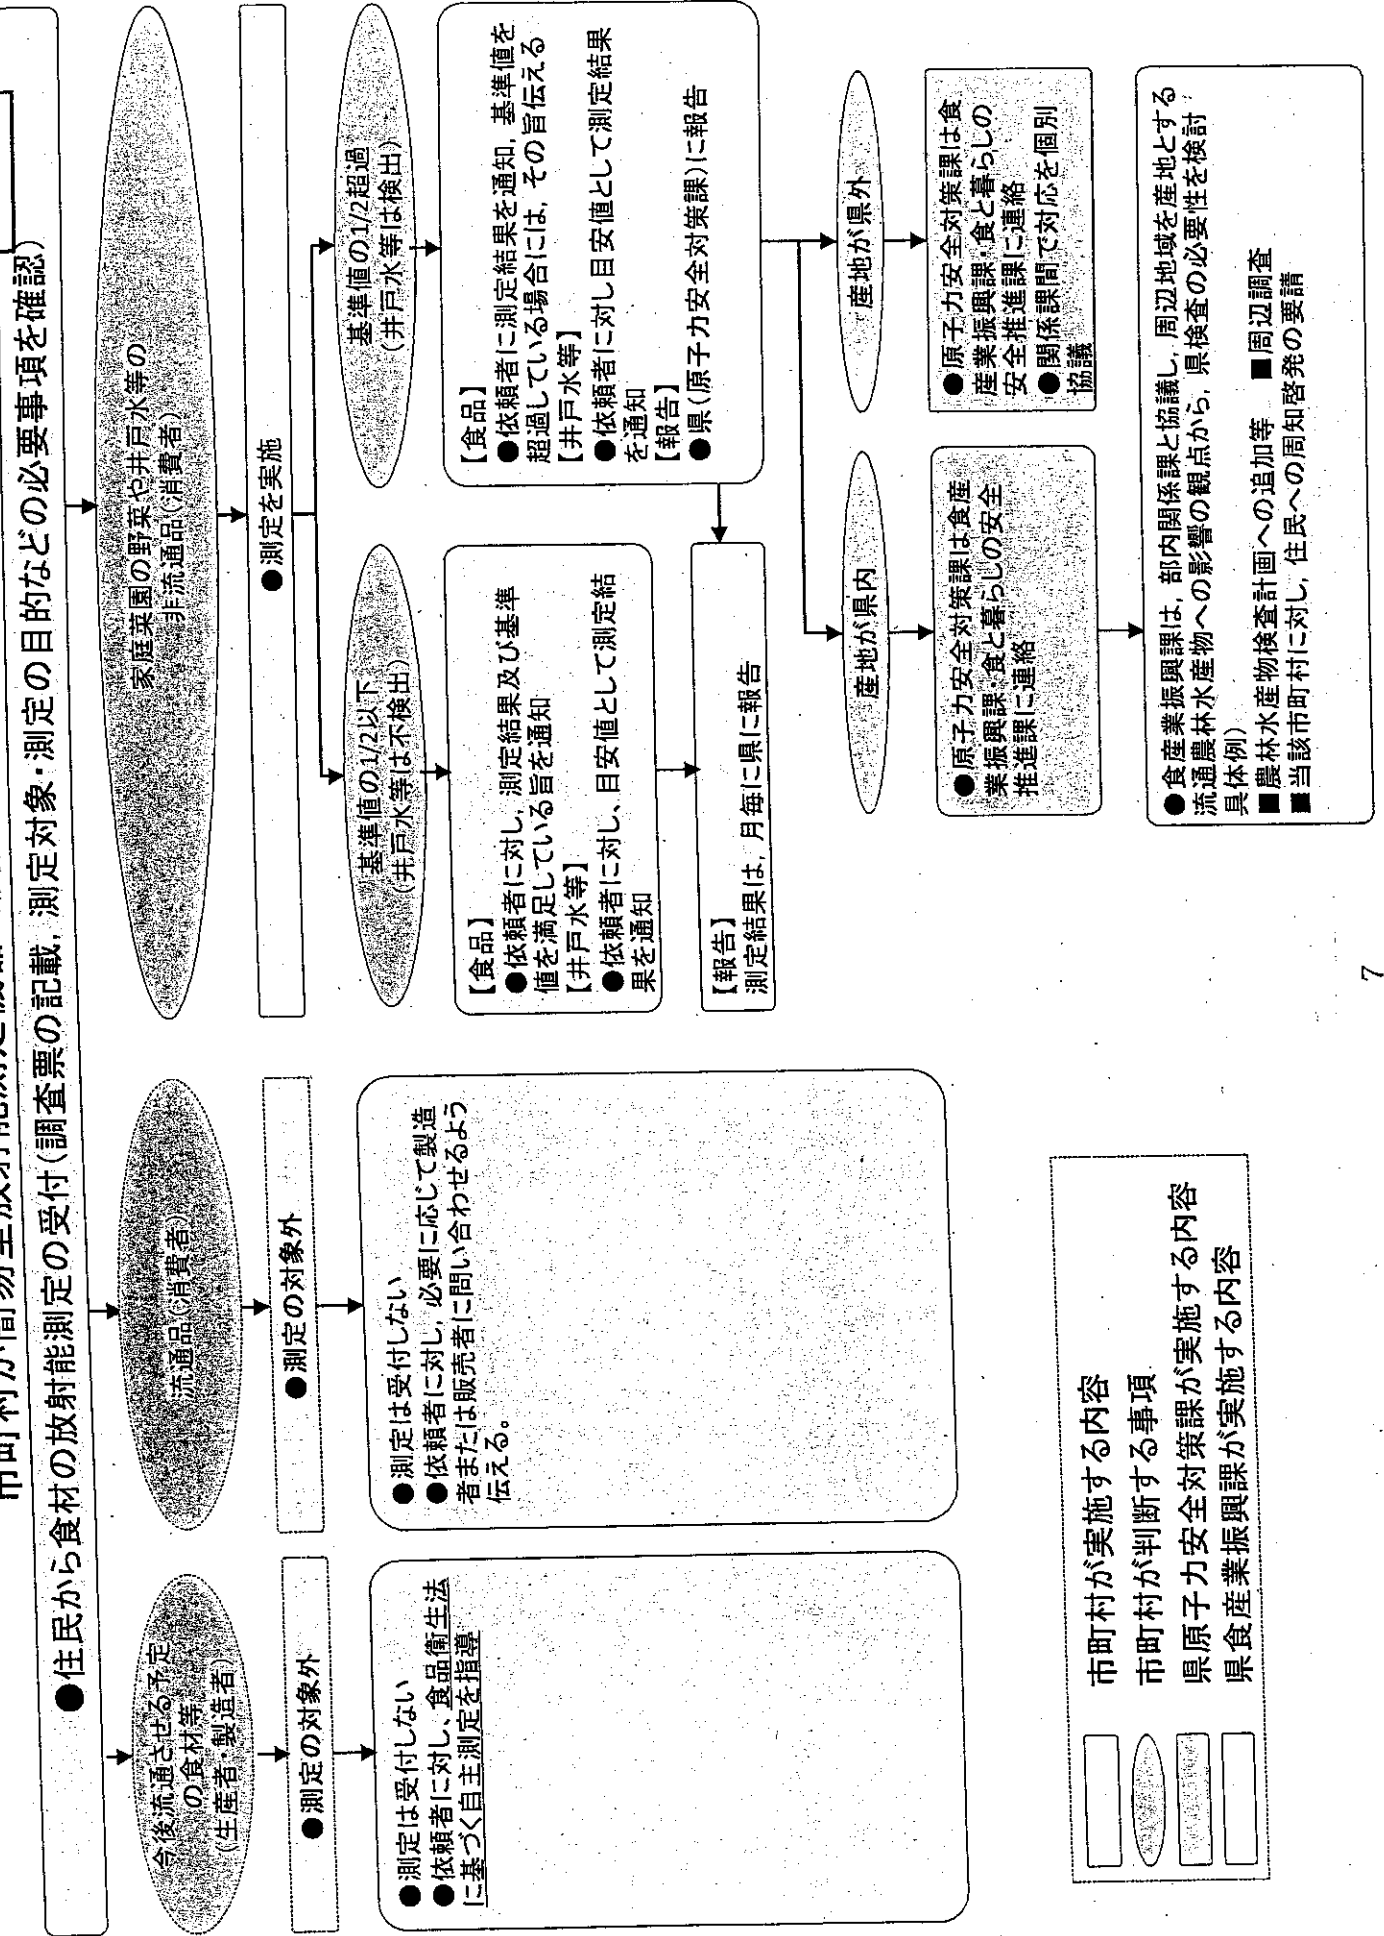 ●住民から食材の放射能測定の受付(調査票の記載，測定対象・測定の目的などの必要事項を確認)
今後流通させる予定
の食材等
(生産者・製造者)
●測定の対象外
●測定は受付しない
●依頼者に対し、食品衛生法
に基づく自主測定を指導
流通品(消費者)
●測定の対象外
●測定は受付しない
●依頼者に対し，必要に応じて製造
者または販売者に問い合わせるよう
伝える。
家庭菜園の野菜や井戸水等の
非流通品(消費者)
●測定を実施
基準値の1/2以下
(井戸水等は不検出)
【食品】
●依頼者に対し，測定結果及び基準
値を満足している旨を通知
【井戸水等】
●依頼者に対し、目安値として測定結
果を通知
【報告】
測定結果は，月毎に県に報告
基準値の1/2超過
(井戸水等は検出)
【食品】
●依頼者に測定結果を通知，基準値を
超過している場合には，その旨伝える
【井戸水等】
●依頼者に対し目安値として測定結果
を通知
【報告】
●県(原子力安全対策課)に報告
産地が県内
●原子力安全対策課は食産
業振興課・食と暮らしの安全
推進課に連絡
産地が県外
●原子力安全対策課は食
産業振興課・食と暮らしの
安全推進課に連絡
●関係課間で対応を個別
協議
●食産業振興課は，部内関係課と協議し，周辺地域を産地とする
流通農林水産物への影響の観点から，県検査の必要性を検討
具体例)
■農林水産物検査計画への追加等　■周辺調査
■当該市町村に対し，住民への周知啓発の要請
市町村が実施する内容
市町村が判断する事項
県原子力安全対策課が実施する内容
県食産業振興課が実施する内容
7